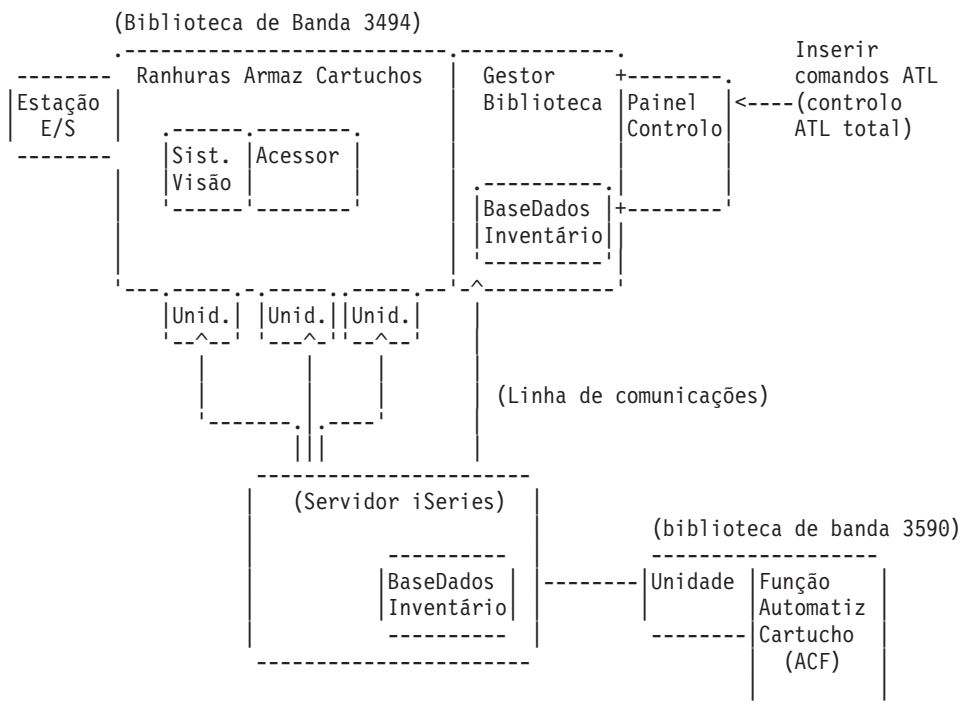 (Biblioteca de Banda 3494)
Inserir
comandos ATL
(controlo
ATL total)
Ranhuras Armaz Cartuchos
Gestor
Biblioteca
Painel
Controlo
Estação
E/S
Sist.
Visão
Acessor
BaseDados
Inventário
Unid.
Unid.
Unid.
(Linha de comunicações)
(Servidor iSeries)
BaseDados
Inventário
(biblioteca de banda 3590)
Unidade
Função
Automatiz
Cartucho
(ACF)